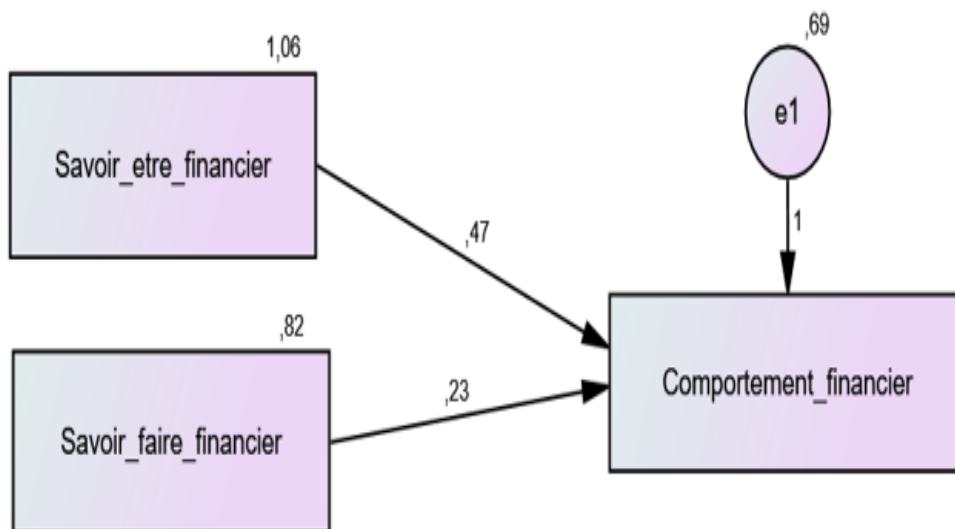 1,06
Savoir_etre_financier
,69
e1
1
,47
,82
Savoir_faire_financier
,23
Comportement_financier